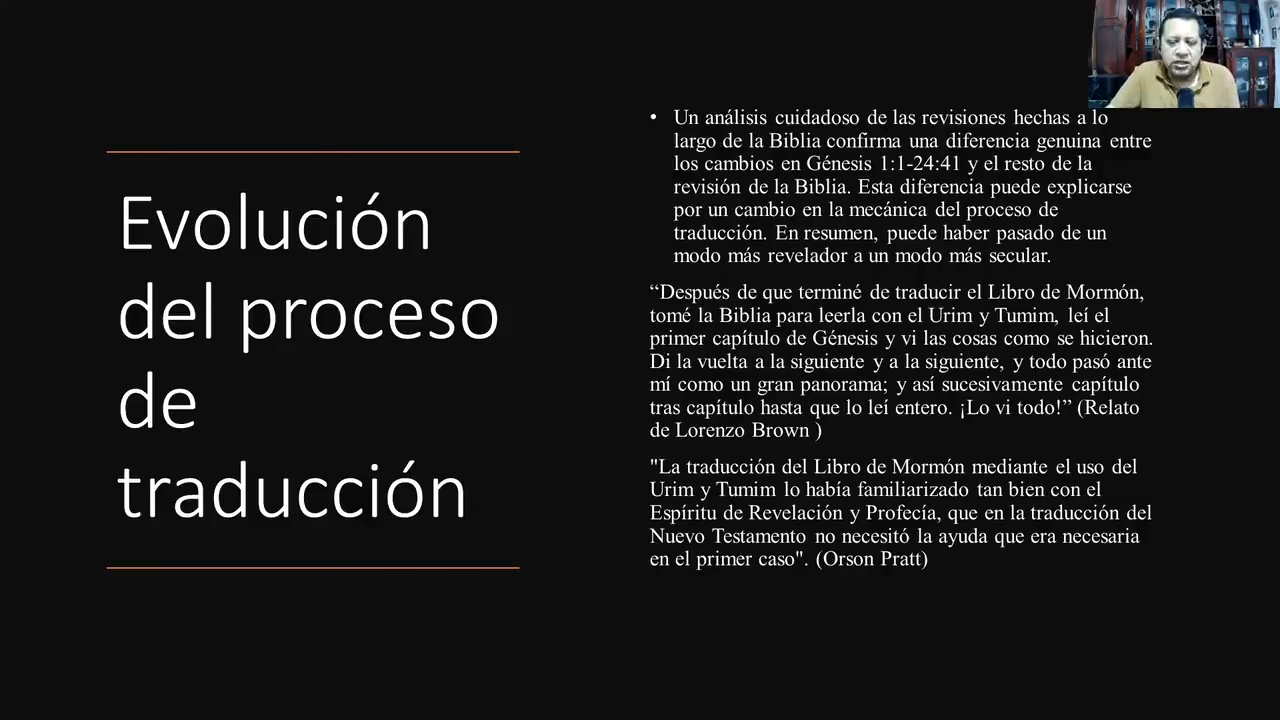 Evolución
del proceso
de
traducción
• Un análisis cuidadoso de las revisiones hechas a lo
largo de la Biblia confirma una diferencia genuina entre
los cambios en Génesis 1:1-24:41 y el resto de la
revisión de la Biblia. Esta diferencia puede explicarse
por un cambio en la mecánica del proceso de
traducción. En resumen, puede haber pasado de un
modo más revelador a un modo más secular.
“Después de que terminé de traducir el Libro de Mormón,
tomé la Biblia para leerla con el Urim y Tumim, leí el
primer capítulo de Génesis y vi las cosas como se hicieron.
Di la vuelta a la siguiente y a la siguiente, y todo pasó ante
mí como un gran panorama; y así sucesivamente capítulo
tras capítulo hasta que lo leí entero. ¡Lo vi todo!” (Relato
de Lorenzo Brown )
"La traducción del Libro de Mormón mediante el uso del
Urim y Tumim lo había familiarizado tan bien con el
Espíritu de Revelación y Profecía, que en la traducción del
Nuevo Testamento no necesitó la ayuda que era necesaria
en el primer caso". (Orson Pratt)